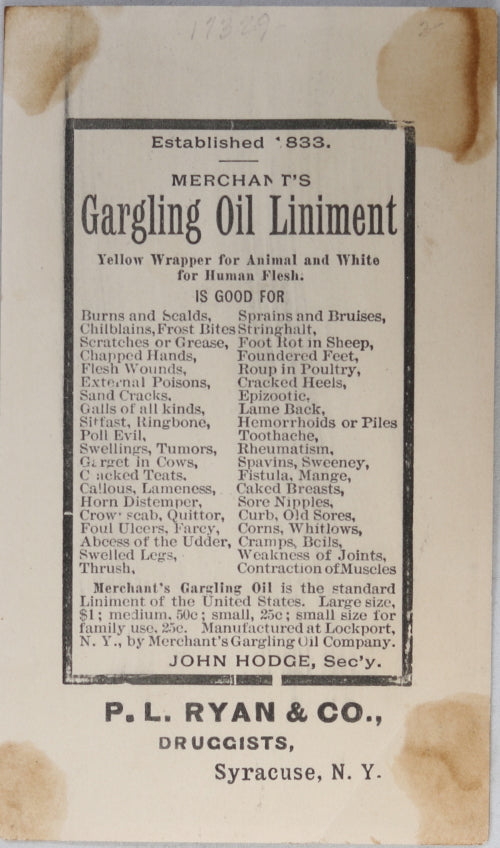 17329
2-
Established 1833.
MERCHANT'S
Gargling Oil Liniment
Yellow Wrapper for Animal and White
for Human Flesh.
IS GOOD FOR
Burns and Scalds,
Chilblains, Frost Bites
Scratches or Grease,
Chapped Hands,
Flesh Wounds,
External Poisons,
Sand Cracks,
Galls of all kinds,
Sitfast, Ringbone,
Poll Evil,
Swellings, Tumors,
Garget in Cows,
Cracked Teats,
Callous, Lameness,
Horn Distemper,
Crownscab, Quittor,
Foul Ulcers, Farcy,
Abcess of the Udder,
Swelled Legs,
Thrush,
Sprains and Bruises,
Stringhalt,
Foot Rot in Sheep,
Foundered Feet,
Roup in Poultry,
Cracked Heels,
Epizootic,
Lame Back,
Hemorrhoids or Piles
Toothache,
Rheumatism,
Spavins, Sweeney,
Fistula, Mange,
Caked Breasts,
Sore Nipples,
Curb, Old Sores,
Corns, Whitlows,
Cramps, Boils,
Weakness of Joints,
Contraction of Muscles
Merchant's Gargling Oil is the standard
Liniment of the United States. Large size,
$1; medium, 50c; small, 25c; small size for
family use, 25c. Manufactured at Lockport,
N. Y., by Merchant's Gargling Oil Company.
JOHN HODGE, Sec'y.
P. L. RYAN & CO.,
DRUGGISTS,
Syracuse, N. Y.